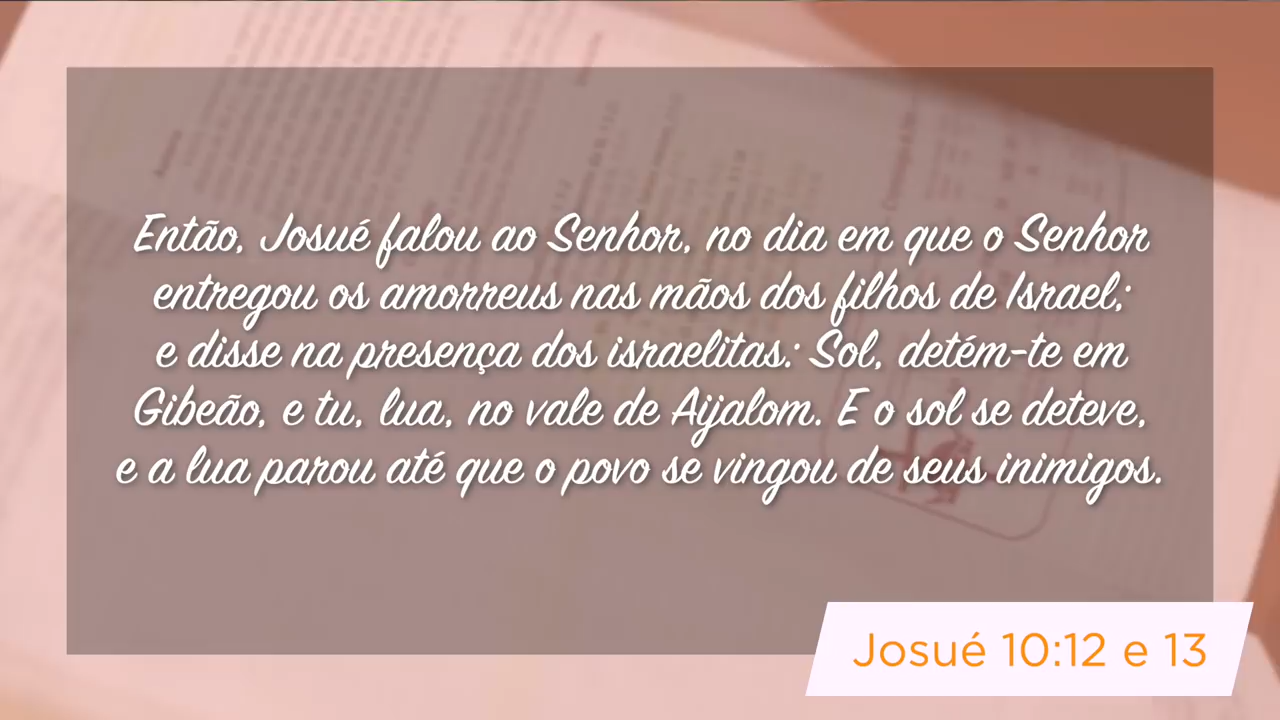 Então, Josué falou ao Senhor, no dia em que o Senhor
entregou os amorreus nas mãos dos filhos de Israel;
e disse na presença dos israelitas: Sol, detém-te em
Gibeão, e tu, lua, no vale de Aijalom. E o sol se deteve,
e a lua parou até que o povo se vingou de seus inimigos.
Josué 10:12 e 13